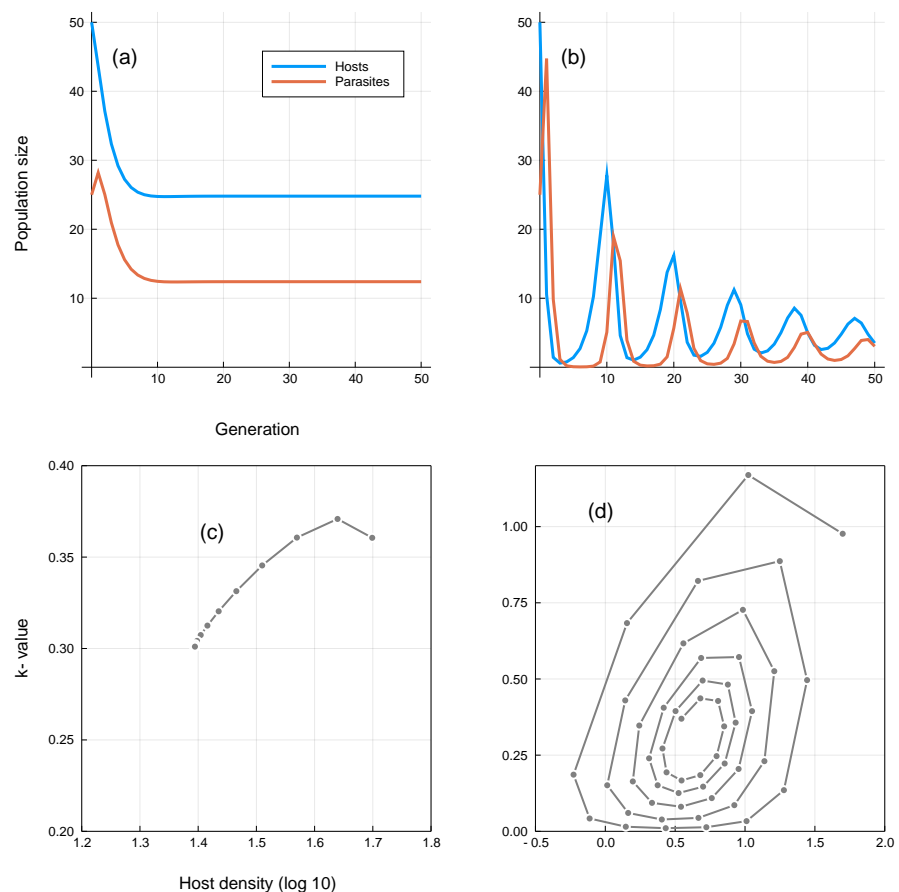 (a)
Hosts
Parasites
50
40
30
20
10
10 20 30 40 50
Population size
Generation
(b)
50
40
30
20
10
10 20 30 40 50
(c)
0.40
0.35
0.30
0.25
0.20
1.2 1.3 1.4 1.5 1.6 1.7 1.8
k- value
Host density (log 10)
(d)
1.00
0.75
0.50
0.25
0.00
- 0.5 0.0 0.5 1.0 1.5 2.0